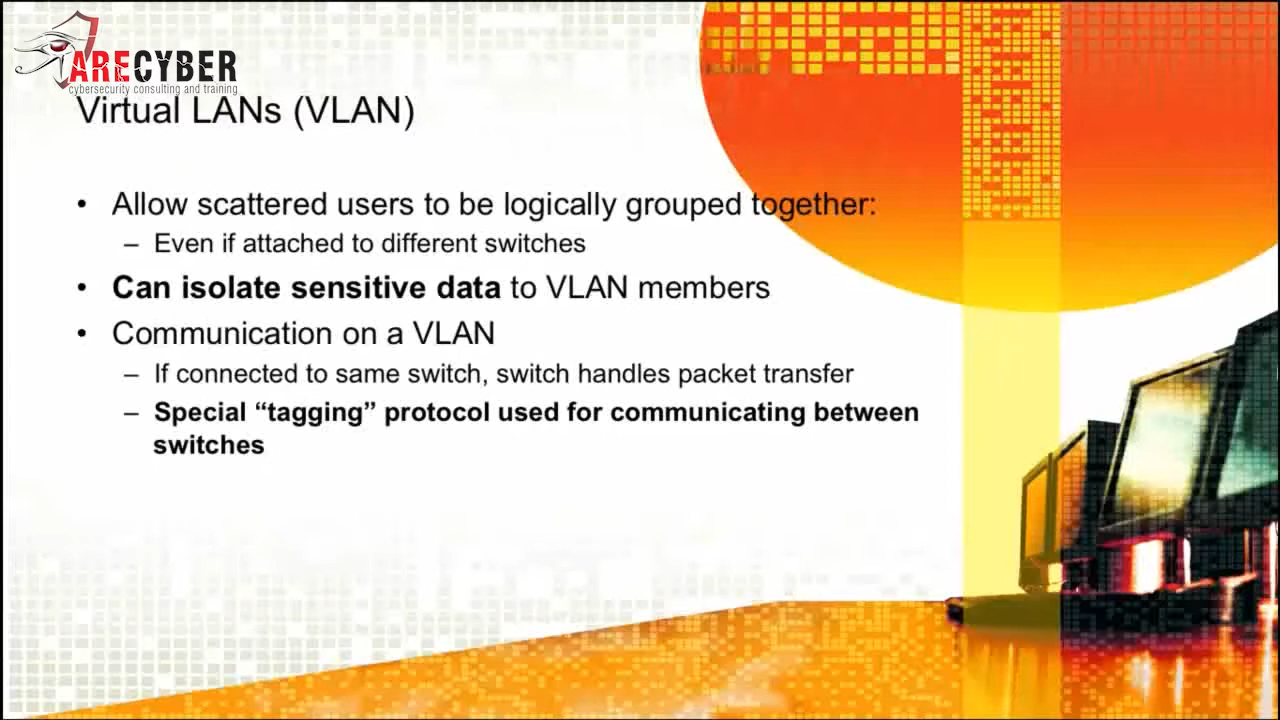 ARECYBER
cybersecurity consulting and training
Virtual LANs (VLAN)
• Allow scattered users to be logically grouped together:
– Even if attached to different switches
• Can isolate sensitive data to VLAN members
• Communication on a VLAN
– If connected to same switch, switch handles packet transfer
– Special “tagging” protocol used for communicating between
switches